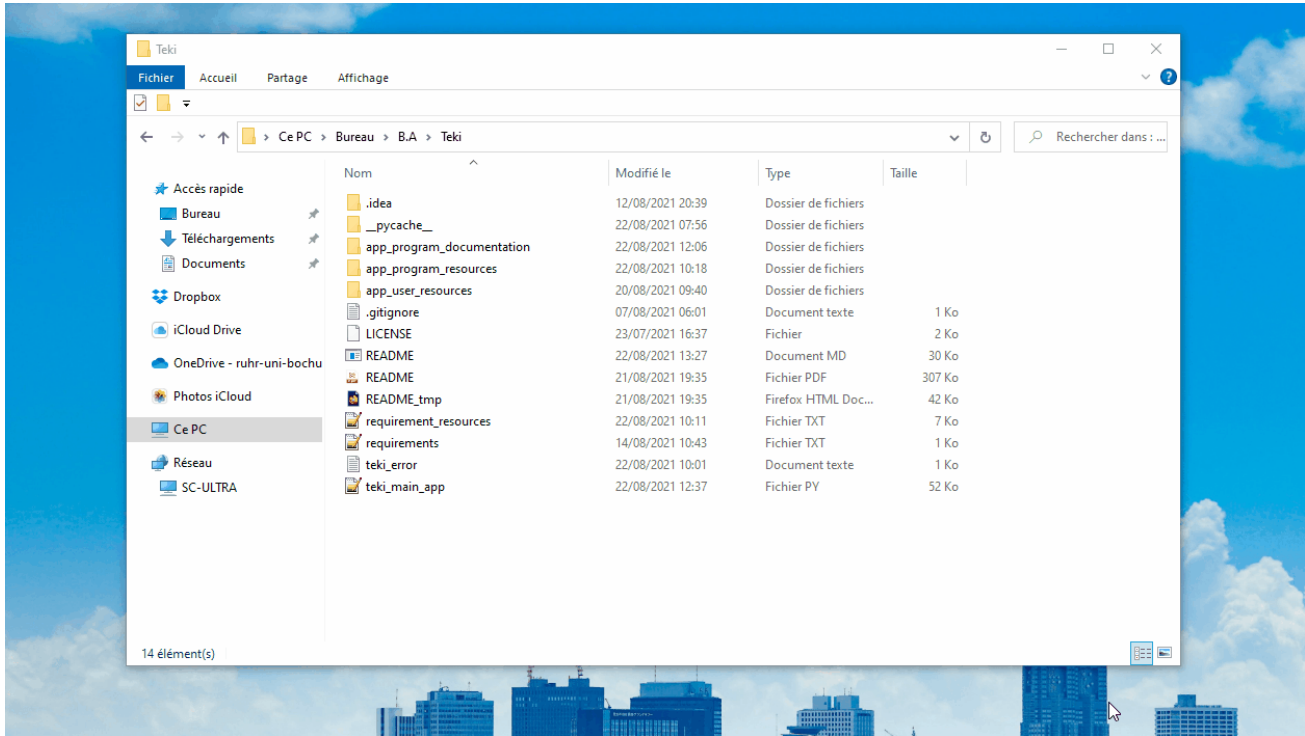 Teki
Fichier Accueil Partage Affichage
Ce PC > Bureau > B.A > Teki
Rechercher dans : ...
Nom Modifié le Type Taille
Accès rapide
Bureau
Téléchargements
Documents
Dropbox
iCloud Drive
OneDrive - ruhr-uni-bochu
Photos iCloud
Ce PC
Réseau
SC-ULTRA
.idea 12/08/2021 20:39 Dossier de fichiers
__pycache__ 22/08/2021 07:56 Dossier de fichiers
app_program_documentation 22/08/2021 12:06 Dossier de fichiers
app_program_resources 22/08/2021 10:18 Dossier de fichiers
app_user_resources 20/08/2021 09:40 Dossier de fichiers
.gitignore 07/08/2021 06:01 Document texte 1 Ko
LICENSE 23/07/2021 16:37 Fichier 2 Ko
README 22/08/2021 13:27 Document MD 30 Ko
README 21/08/2021 19:35 Fichier PDF 307 Ko
README_tmp 21/08/2021 19:35 Firefox HTML Doc... 42 Ko
requirement_resources 22/08/2021 10:11 Fichier TXT 7 Ko
requirements 14/08/2021 10:43 Fichier TXT 1 Ko
teki_error 22/08/2021 10:01 Document texte 1 Ko
teki_main_app 22/08/2021 12:37 Fichier PY 52 Ko
14 élément(s)